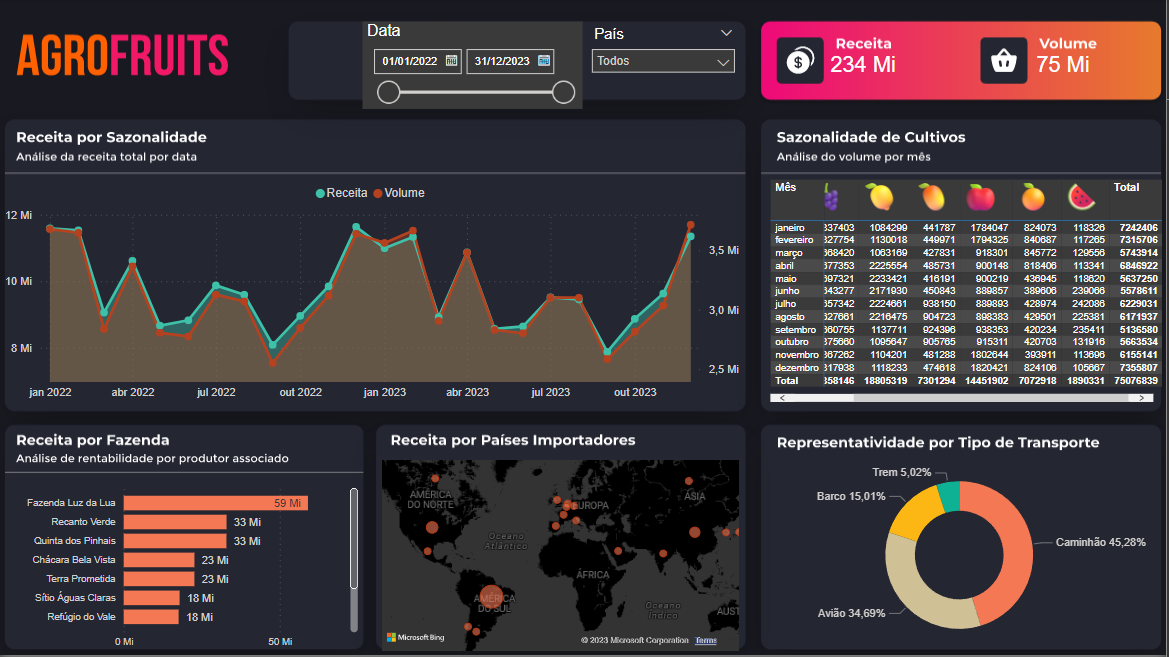 AGROFRUITS
Data
01/01/2022 31/12/2023
País
Todos
Receita
234 Mi
Volume
75 Mi
Receita por Sazonalidade
Análise da receita total por data
Receita Volume
12 Mi
10 Mi
8 Mi
3,5 Mi
3,0 Mi
2,5 Mi
jan 2022 abr 2022 jul 2022 out 2022 jan 2023 abr 2023 jul 2023 out 2023
Sazonalidade de Cultivos
Análise do volume por mês
Mês Total
janeiro 337403 1084299 441787 1784047 824073 118326 7242406
fevereiro 327754 1130018 449971 1794325 840687 117265 7315706
março 368420 1063169 427831 918301 845772 129556 5743914
abril 377353 2225554 485731 900148 818406 113341 6846922
maio 397321 2233421 416191 900219 436945 118620 5637250
junho 343277 2171930 450843 889857 389606 239066 5576611
julho 357342 2224661 938150 889893 428974 242086 6229031
agosto 327661 2216475 904723 898383 429501 225381 6171937
setembro 360755 1137711 924396 938353 420234 235411 5136580
outubro 375660 1095647 905765 915311 420703 131916 5663534
novembro 367262 1104201 481288 1802644 393911 113696 6155141
dezembro 317938 1118233 474618 1820421 824106 105667 7355807
Total 358146 18805319 7301294 14451902 7072918 1890331 75076839
Receita por Fazenda
Análise de rentabilidade por produtor associado
Fazenda Luz da Lua 59 Mi
Recanto Verde 33 Mi
Quinta dos Pinhais 33 Mi
Chácara Bela Vista 23 Mi
Terra Prometida 23 Mi
Sítio Águas Claras 18 Mi
Refúgio do Vale 18 Mi
0 Mi 50 Mi
Receita por Países Importadores
AMÉRICA
DO NORTE
EUROPA
ÁSIA
Oceano
Atlântico
ÁFRICA
AMÉRICA
DO SUL
Oceano
Índico
AUST
Microsoft Bing
© 2023 Microsoft Corporation Terms
Representatividade por Tipo de Transporte
Trem 5,02%
Barco 15,01%
Caminhão 45,28%
Avião 34,69%